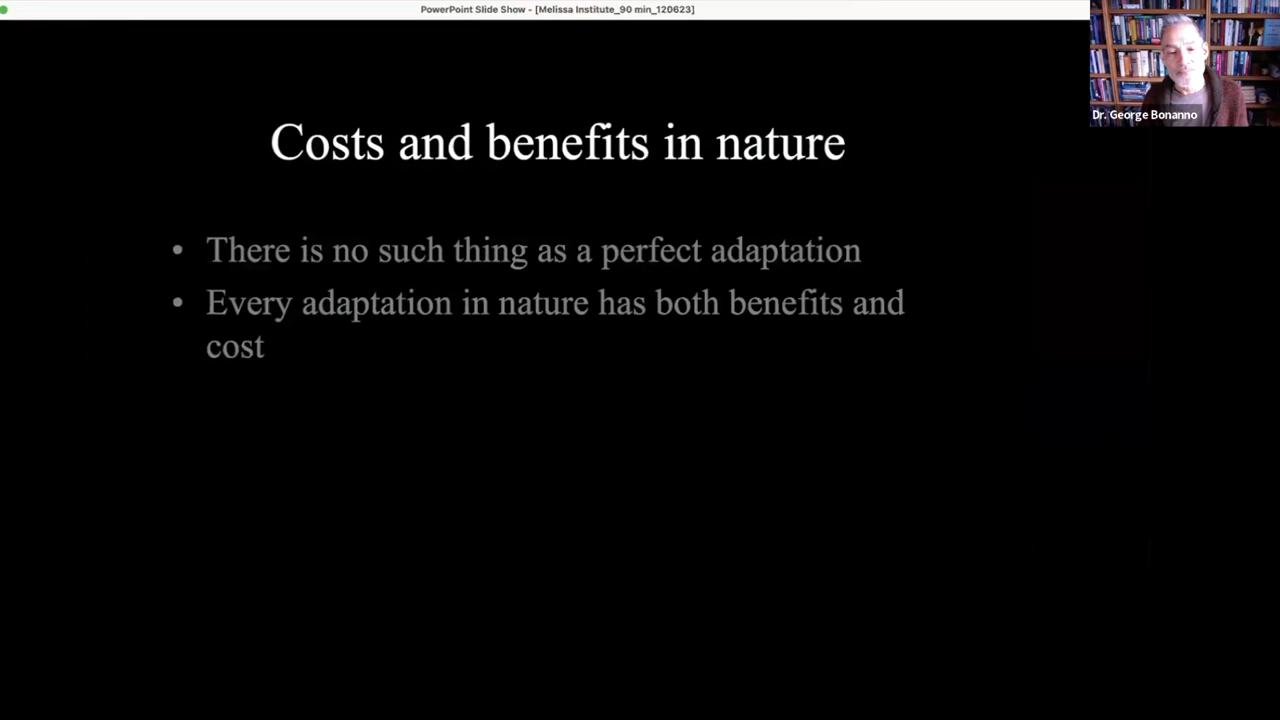 PowerPoint Slide Show - [Melissa Institute_90 min_120623]
Dr. George Bonanno
Costs and benefits in nature
• There is no such thing as a perfect adaptation
• Every adaptation in nature has both benefits and
cost